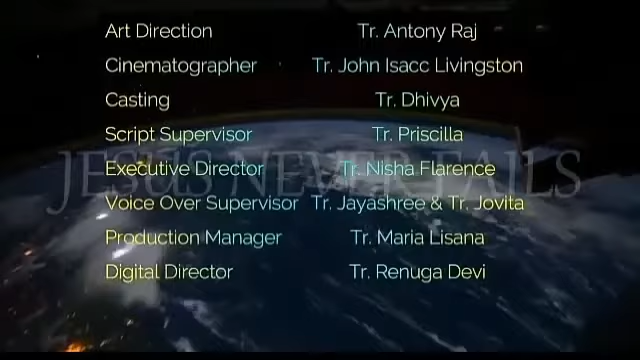 Art Direction Tr. Antony Raj
Cinematographer Tr. John Isacc Livingston
Casting Tr. Dhivya
Script Supervisor Tr. Priscilla
JESUS NEVER FAILS
Executive Director Tr. Nisha Flarence
Voice Over Supervisor Tr. Jayashree & Tr. Jovita
Production Manager Tr. Maria Lisana
Digital Director Tr. Renuga Devi